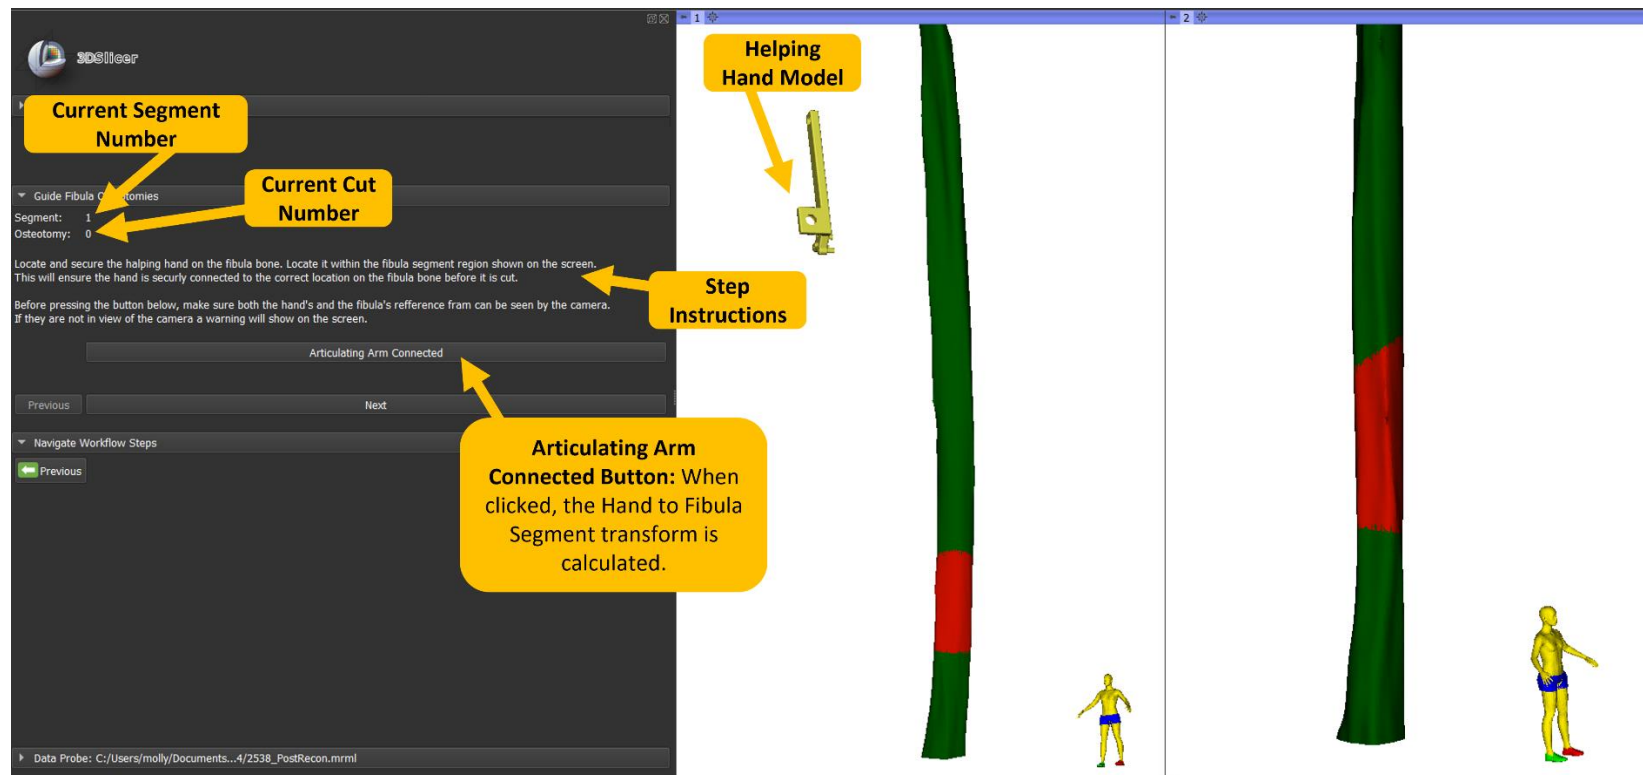 1
2
3DSlicer
Helping
Hand Model
Current Segment
Number
Guide Fibula O
tomies
Current Cut
Number
Segment: 1
Osteotomy: 0
Locate and secure the halping hand on the fibula bone. Locate it within the fibula segment region shown on the screen.
This will ensure the hand is securly connected to the correct location on the fibula bone before it is cut.
Step
Instructions
Before pressing the button below, make sure both the hand's and the fibula's refference fram can be seen by the camera.
If they are not in view of the camera a warning will show on the screen.
Articulating Arm Connected
Previous
Next
Navigate Workflow Steps
Previous
Articulating Arm
Connected Button: When
clicked, the Hand to Fibula
Segment transform is
calculated.
Data Probe: C:/Users/molly/Documents...4/2538_PostRecon.mrml